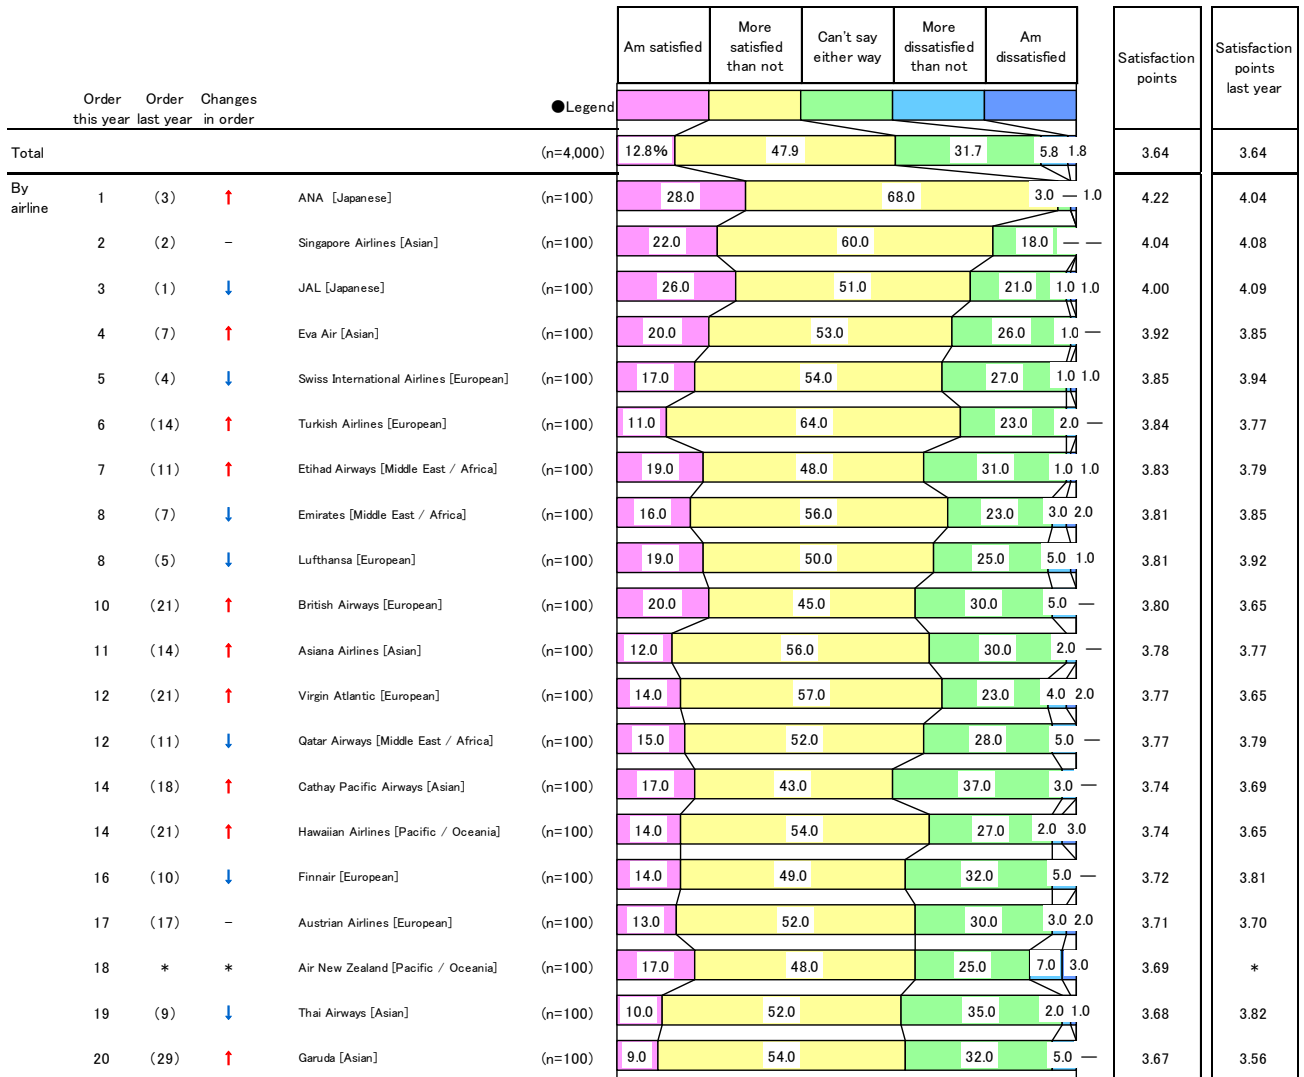 Am satisfied
More satisfied than not
Can't say either way
More dissatisfied than not
Am dissatisfied
Satisfaction points
Satisfaction points last year
Order this year
Order last year
Changes in order
●Legend
Total (n=4,000) 12.8% 47.9 31.7 5.8 1.8 3.64 3.64
By airline
1 (3) ↑ ANA [Japanese] (n=100) 28.0 68.0 3.0 — 1.0 4.22 4.04
2 (2) − Singapore Airlines [Asian] (n=100) 22.0 60.0 18.0 — — 4.04 4.08
3 (1) ↓ JAL [Japanese] (n=100) 26.0 51.0 21.0 1.0 1.0 4.00 4.09
4 (7) ↑ Eva Air [Asian] (n=100) 20.0 53.0 26.0 1.0 — 3.92 3.85
5 (4) ↓ Swiss International Airlines [European] (n=100) 17.0 54.0 27.0 1.0 1.0 3.85 3.94
6 (14) ↑ Turkish Airlines [European] (n=100) 11.0 64.0 23.0 2.0 — 3.84 3.77
7 (11) ↑ Etihad Airways [Middle East / Africa] (n=100) 19.0 48.0 31.0 1.0 1.0 3.83 3.79
8 (7) ↓ Emirates [Middle East / Africa] (n=100) 16.0 56.0 23.0 3.0 2.0 3.81 3.85
8 (5) ↓ Lufthansa [European] (n=100) 19.0 50.0 25.0 5.0 1.0 3.81 3.92
10 (21) ↑ British Airways [European] (n=100) 20.0 45.0 30.0 5.0 — 3.80 3.65
11 (14) ↑ Asiana Airlines [Asian] (n=100) 12.0 56.0 30.0 2.0 — 3.78 3.77
12 (21) ↑ Virgin Atlantic [European] (n=100) 14.0 57.0 23.0 4.0 2.0 3.77 3.65
12 (11) ↓ Qatar Airways [Middle East / Africa] (n=100) 15.0 52.0 28.0 5.0 — 3.77 3.79
14 (18) ↑ Cathay Pacific Airways [Asian] (n=100) 17.0 43.0 37.0 3.0 — 3.74 3.69
14 (21) ↑ Hawaiian Airlines [Pacific / Oceania] (n=100) 14.0 54.0 27.0 2.0 3.0 3.74 3.65
16 (10) ↓ Finnair [European] (n=100) 14.0 49.0 32.0 5.0 — 3.72 3.81
17 (17) − Austrian Airlines [European] (n=100) 13.0 52.0 30.0 3.0 2.0 3.71 3.70
18 * * Air New Zealand [Pacific / Oceania] (n=100) 17.0 48.0 25.0 7.0 3.0 3.69 *
19 (9) ↓ Thai Airways [Asian] (n=100) 10.0 52.0 35.0 2.0 1.0 3.68 3.82
20 (29) ↑ Garuda [Asian] (n=100) 9.0 54.0 32.0 5.0 — 3.67 3.56